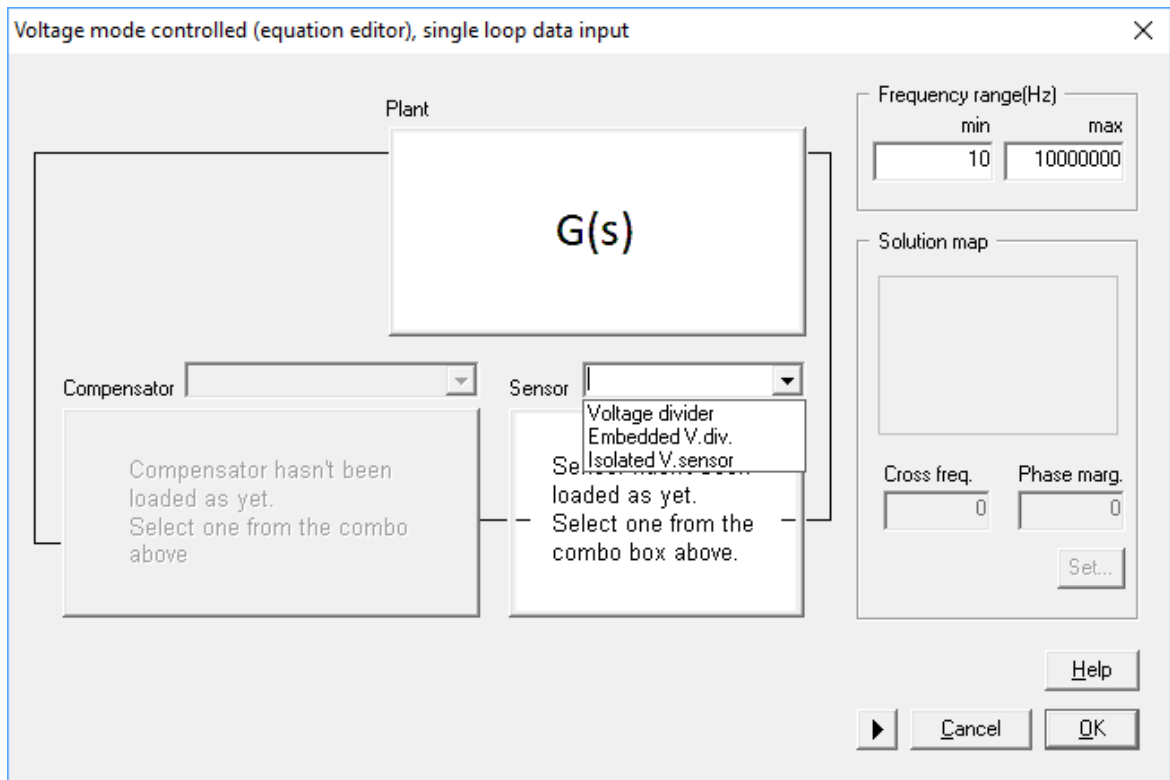 Voltage mode controlled (equation editor), single loop data input
Plant
G(s)
Frequency range(Hz)
min max
10 10000000
Solution map
Compensator
Sensor
Voltage divider
Embedded V.div.
Isolated V.sensor
Compensator hasn't been
loaded as yet.
Select one from the combo
above
loaded as yet.
Select one from the
combo box above.
Cross freq. Phase marg.
0 0
Set...
Help
Cancel OK